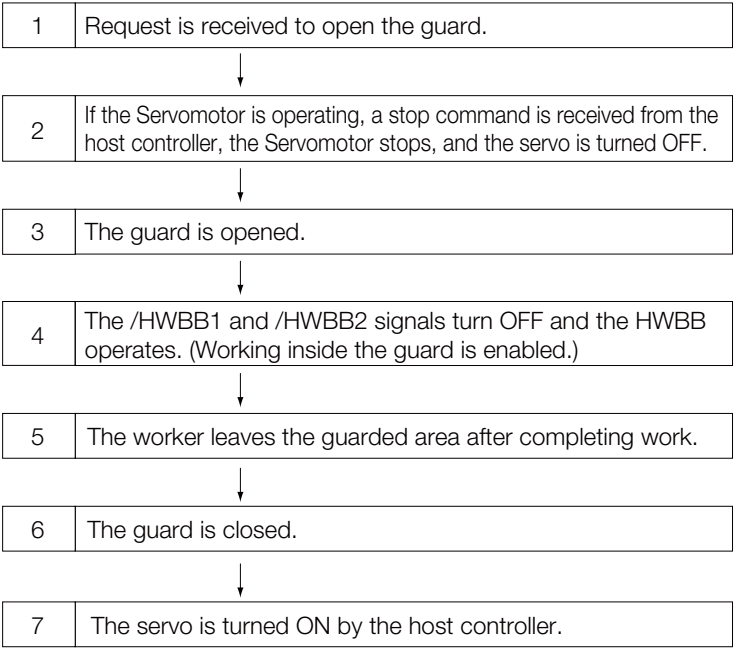 1 Request is received to open the guard.
2 If the Servomotor is operating, a stop command is received from the
host controller, the Servomotor stops, and the servo is turned OFF.
3 The guard is opened.
4 The /HWBB1 and /HWBB2 signals turn OFF and the HWBB
operates. (Working inside the guard is enabled.)
5 The worker leaves the guarded area after completing work.
6 The guard is closed.
7 The servo is turned ON by the host controller.